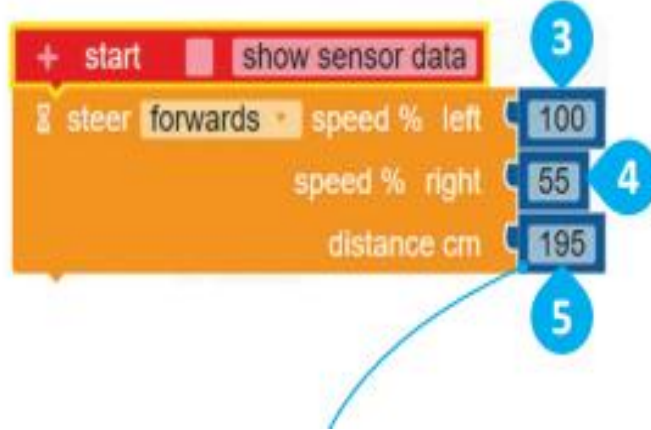 3
+ start show sensor data
steer forwards speed % left 100
speed % right 55 4
distance cm 195
5